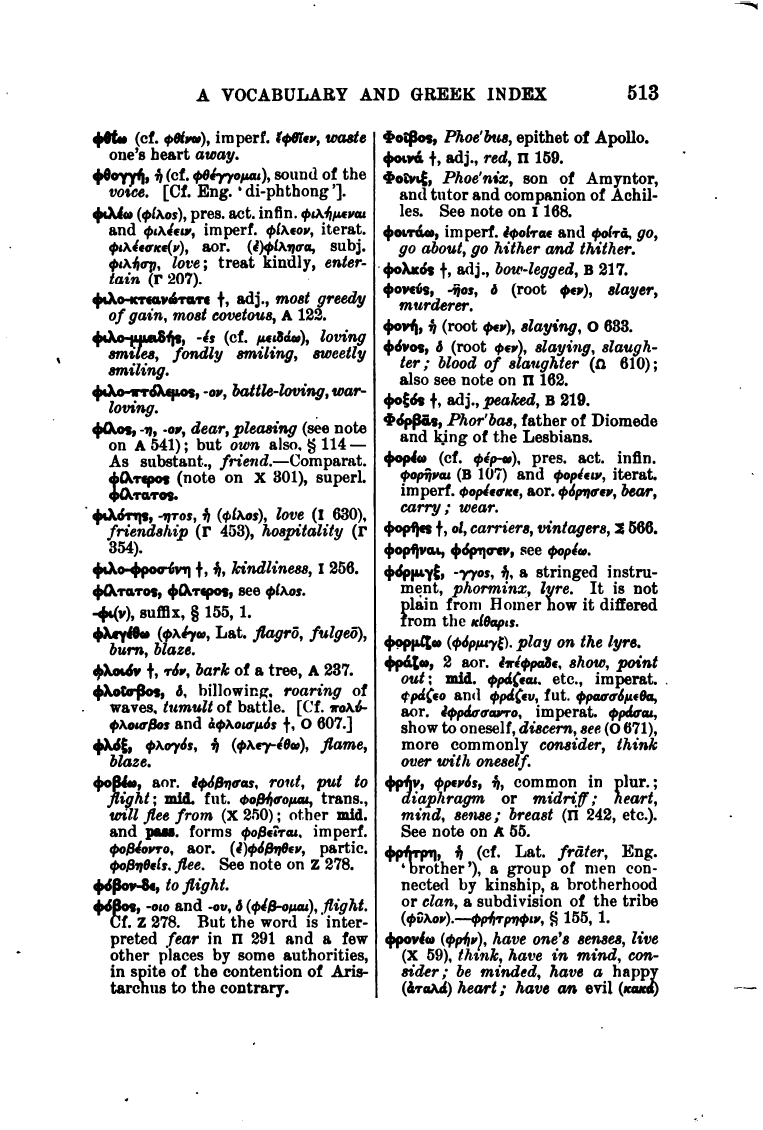 A VOCABULARY AND GREEK INDEX 513
φθίω (cf. φθίνω), imperf. ἔφθιεν, waste
one's heart away.
φθογγή, ἡ (cf. φθέγγομαι), sound of the
voice. [Cf. Eng. ‘di-phthong’].
φιλέω (φίλος), pres. act. infin. φιλήμεναι
and φιλέειν, imperf. φίλεον, iterat.
φιλέεσκε(ν), aor. (ἐ)φίλησα, subj.
φιλήσῃ, love; treat kindly, enter-
tain (Γ 207).
φιλο-κτεανώτατε †, adj., most greedy
of gain, most covetous, A 122.
φιλο-μμειδής, -ές (cf. μειδάω), loving
smiles, fondly smiling, sweetly
smiling.
φιλο-πτόλεμος, -ον, battle-loving, war-
loving.
φίλος, -η, -ον, dear, pleasing (see note
on A 541); but own also, § 114—
As substant., friend.—Comparat.
φίλτερος (note on X 301), superl.
φίλτατος.
φιλότης, -ητος, ἡ (φίλος), love (I 630),
friendship (Γ 453), hospitality (Γ
354).
φιλο-φροσύνη †, ἡ, kindliness, I 256.
φίλτατος, φίλτερος, see φίλος.
-φι(ν), suffix, § 155, 1.
φλεγέθω (φλέγω, Lat. flagrō, fulgeō),
burn, blaze.
φλοιόν †, τόν, bark of a tree, A 237.
φλοῖσβος, ὁ, billowing, roaring of
waves, tumult of battle. [Cf. πολύ-
φλοισβος and ἀφλοισμός †, O 607.]
φλόξ, φλογός, ἡ (φλεγ-έθω), flame,
blaze.
φοβέω, aor. ἐφόβησας, rout, put to
flight; mid. fut. φοβήσομαι, trans.,
will flee from (X 250); other mid.
and pass. forms φοβεῖται, imperf.
φοβέοντο, aor. (ἐ)φόβηθεν, partic.
φοβηθείς, flee. See note on Z 278.
φόβον-δε, to flight.
φόβος, -οιο and -ου, ὁ (φέβ-ομαι), flight.
Cf. Z 278. But the word is inter-
preted fear in Π 291 and a few
other places by some authorities,
in spite of the contention of Aris-
tarchus to the contrary.
Φοῖβος, Phoe'bus, epithet of Apollo.
φοινά †, adj., red, Π 159.
Φοῖνιξ, Phoe'nix, son of Amyntor,
and tutor and companion of Achil-
les. See note on I 168.
φοιτάω, imperf. ἐφοίταε and φοίτᾱ, go,
go about, go hither and thither.
φολκός †, adj., bow-legged, B 217.
φονεύς, -ῆος, ὁ (root φεν), slayer,
murderer.
φονή, ἡ (root φεν), slaying, O 633.
φόνος, ὁ (root φεν), slaying, slaugh-
ter; blood of slaughter (Ω 610);
also see note on Π 162.
φοξός †, adj., peaked, B 219.
Φόρβᾱς, Phor'bas, father of Diomede
and king of the Lesbians.
φορέω (cf. φέρ-ω), pres. act. infin.
φορῆναι (B 107) and φορέειν, iterat.
imperf. φορέεσκε, aor. φόρησεν, bear,
carry; wear.
φορῆες †, οἱ, carriers, vintagers, Σ 566.
φορῆναι, φόρησεν, see φορέω.
φόρμιγξ, -γγος, ἡ, a stringed instru-
ment, phorminx, lyre. It is not
plain from Homer how it differed
from the κίθαρις.
φορμίζω (φόρμιγξ), play on the lyre.
φράζω, 2 aor. ἐπέφραδε, show, point
out; mid. φράζεαι, etc., imperat.
φράζεο and φράζευ, fut. φρασσόμεθα,
aor. ἐφράσσαντο, imperat. φράσαι,
show to oneself, discern, see (O 671),
more commonly consider, think
over with oneself.
φρήν, φρενός, ἡ, common in plur.;
diaphragm or midriff; heart,
mind, sense; breast (Π 242, etc.).
See note on A 55.
φρήτρη, ἡ (cf. Lat. frāter, Eng.
‘brother’), a group of men con-
nected by kinship, a brotherhood
or clan, a subdivision of the tribe
(φῦλον).—φρήτρηφιν, § 155, 1.
φρονέω (φρήν), have one's senses, live
(X 59), think, have in mind, con-
sider; be minded, have a happy
(ἀταλά) heart; have an evil (κακά)